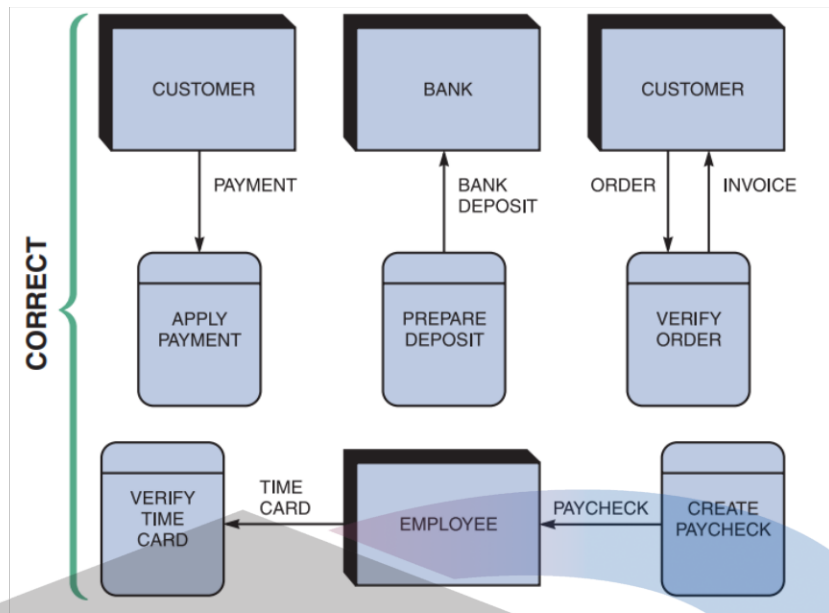 CORRECT
CUSTOMER
BANK
CUSTOMER
PAYMENT
BANK
DEPOSIT
ORDER
INVOICE
APPLY
PAYMENT
PREPARE
DEPOSIT
VERIFY
ORDER
VERIFY
TIME
CARD
TIME
CARD
EMPLOYEE
PAYCHECK
CREATE
PAYCHECK